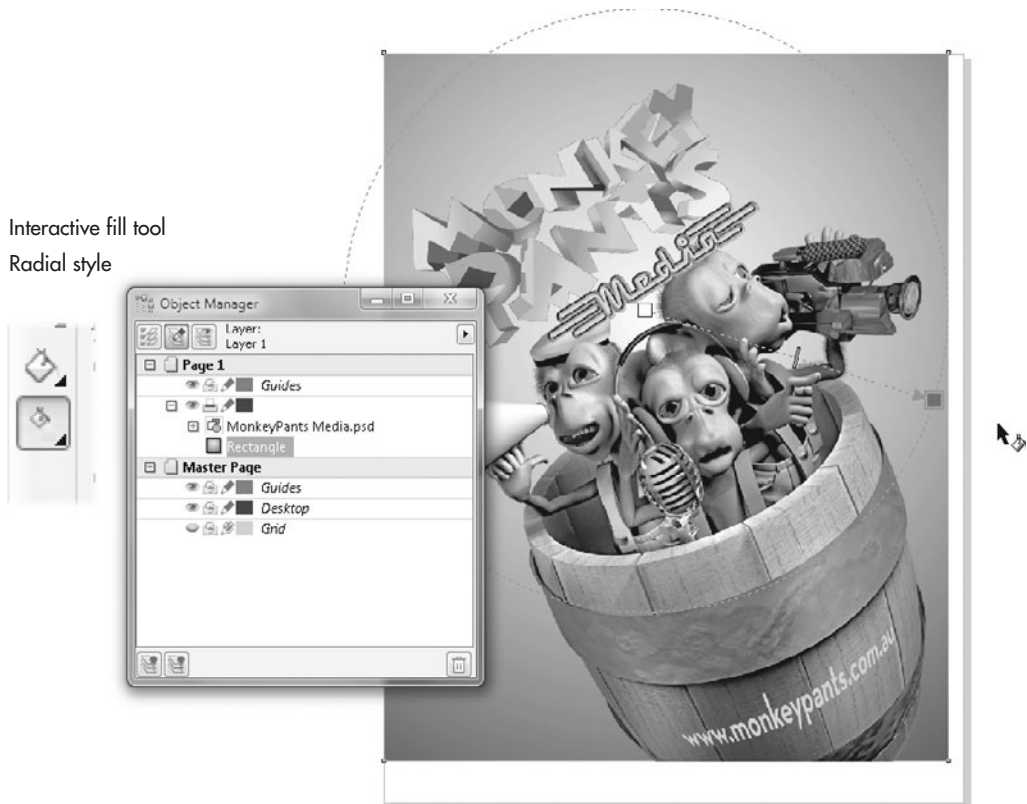 Interactive fill tool
Radial style
MONKEY
PANTS
Media
Object Manager
Layer:
Layer 1
Page 1
Guides
MonkeyPants Media.psd
Rectangle
Master Page
Guides
Desktop
Grid
www.monkeypants.com.au